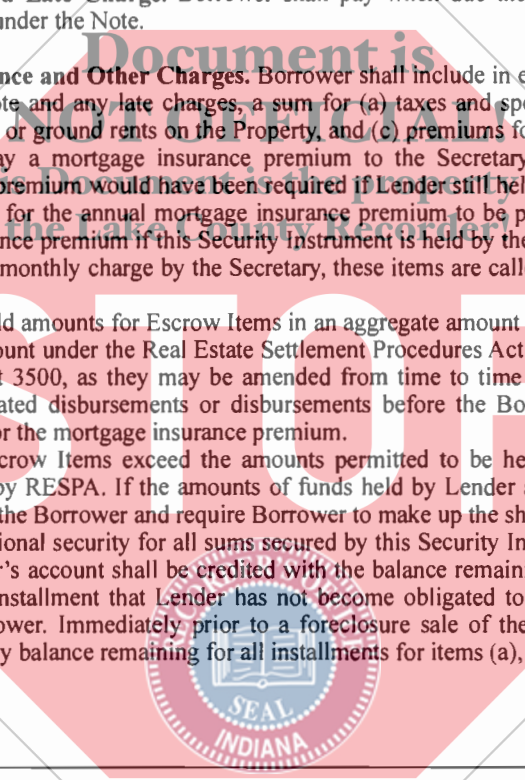 under the Note.
Document is
nce and Other Charges. Borrower shall include in e
te and any late charges, a sum for (a) taxes and spe
NOT OFFICIAL!
or ground rents on the Property, and (c) premiums fo
ay a mortgage insurance premium to the Secretary
premium would have been required if Lender still hel
Document is the property
for the annual mortgage insurance premium to be p
the Lake County Recorder!
nce premium if this Security Instrument is held by the
monthly charge by the Secretary, these items are calle
STOP
ld amounts for Escrow Items in an aggregate amount
ount under the Real Estate Settlement Procedures Act
t 3500, as they may be amended from time to time
ated disbursements or disbursements before the Bo
or the mortgage insurance premium.
crow Items exceed the amounts permitted to be he
by RESPA. If the amounts of funds held by Lender
the Borrower and require Borrower to make up the sh
ional security for all sums secured by this Security In
r's account shall be credited with the balance remain
nstallment that Lender has not become obligated to
ower. Immediately prior to a foreclosure sale of the
y balance remaining for all installments for items (a),
SEAL
INDIANA